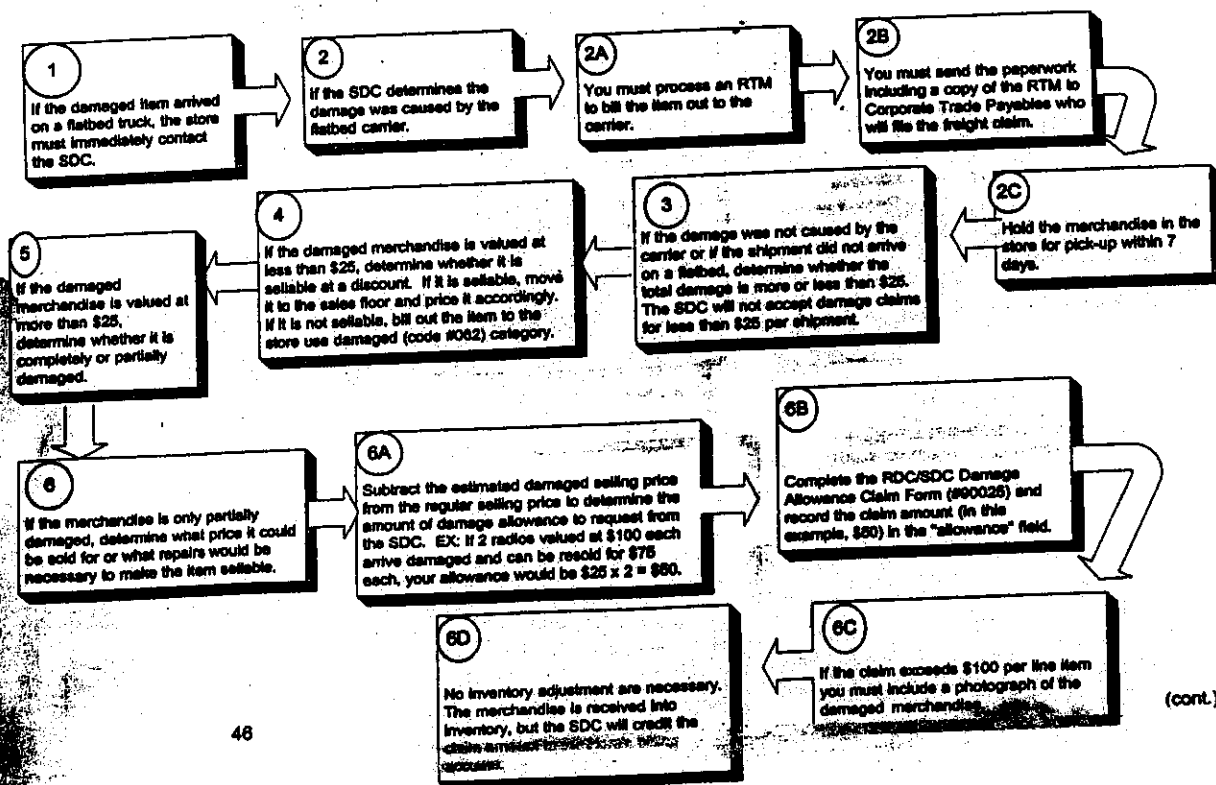 1
If the damaged item arrived
on a flatbed truck, the store
must immediately contact
the SDC.
2
If the SDC determines the
damage was caused by the
flatbed carrier.
2A
You must process an RTM
to bill the item out to the
carrier.
2B
You must send the paperwork
including a copy of the RTM to
Corporate Trade Payables who
will file the freight claim.
2C
Hold the merchandise in the
store for pick-up within 7
days.
3
If the damage was not caused by the
carrier or if the shipment did not arrive
on a flatbed, determine whether the
total damage is more or less than $25.
The SDC will not accept damage claims
for less than $25 per shipment.
4
If the damaged merchandise is valued at
less than $25, determine whether it is
sellable at a discount. If it is sellable, move
it to the sales floor and price it accordingly.
If it is not sellable, bill out the item to the
store use damaged (code #062) category.
5
If the damaged
merchandise is valued at
more than $25,
determine whether it is
completely or partially
damaged.
6
If the merchandise is only partially
damaged, determine what price it could
be sold for or what repairs would be
necessary to make the item sellable.
6A
Subtract the estimated damaged selling price
from the regular selling price to determine the
amount of damage allowance to request from
the SDC. EX: If 2 radios valued at $100 each
arrive damaged and can be resold for $75
each, your allowance would be $25 x 2 = $50.
6B
Complete the RDC/SDC Damage
Allowance Claim Form (#90025) and
record the claim amount (in this
example, $50) in the "allowance" field.
6C
If the claim exceeds $100 per line item
you must include a photograph of the
damaged merchandise.
6D
No inventory adjustment are necessary.
The merchandise is received into
inventory, but the SDC will credit the
claim amount to
account.
46
(cont.)